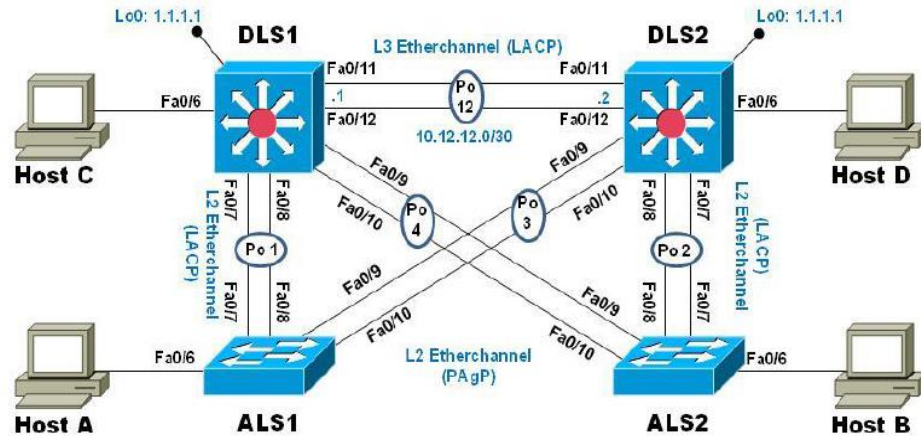 Lo0: 1.1.1.1
Lo0: 1.1.1.1
DLS1
DLS2
L3 Etherchannel (LACP)
Fa0/11
Fa0/11
Po
12
Fa0/6
.1
.2
Fa0/6
Fa0/12
Fa0/12
10.12.12.0/30
Host C
Host D
Fa0/9
Fa0/9
Fa0/10
Fa0/10
Fa0/7
Fa0/8
Fa0/8
Fa0/7
Po
4
Po
3
L2 Etherchannel
(LACP)
Po 1
Po 2
(LACP)
L2 Etherchannel
Fa0/7
Fa0/8
Fa0/9
Fa0/10
Fa0/9
Fa0/10
Fa0/8
Fa0/7
Fa0/6
L2 Etherchannel
(PAgP)
Fa0/6
Host A
ALS1
ALS2
Host B